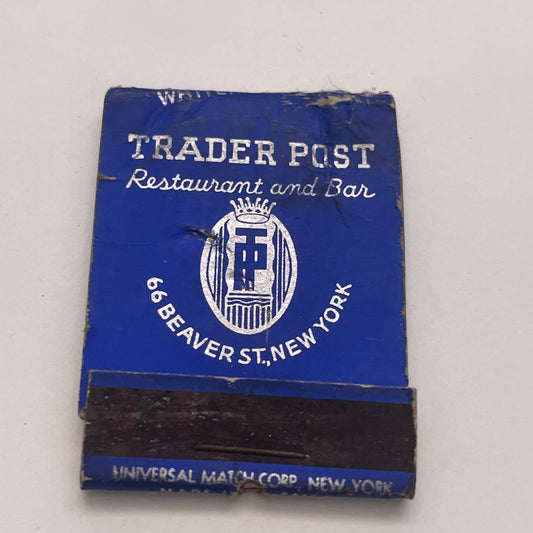 TRADER POST
Restaurant and Bar
TP
66 BEAVER ST., NEW YORK
UNIVERSAL MATCH CORP. NEW YORK